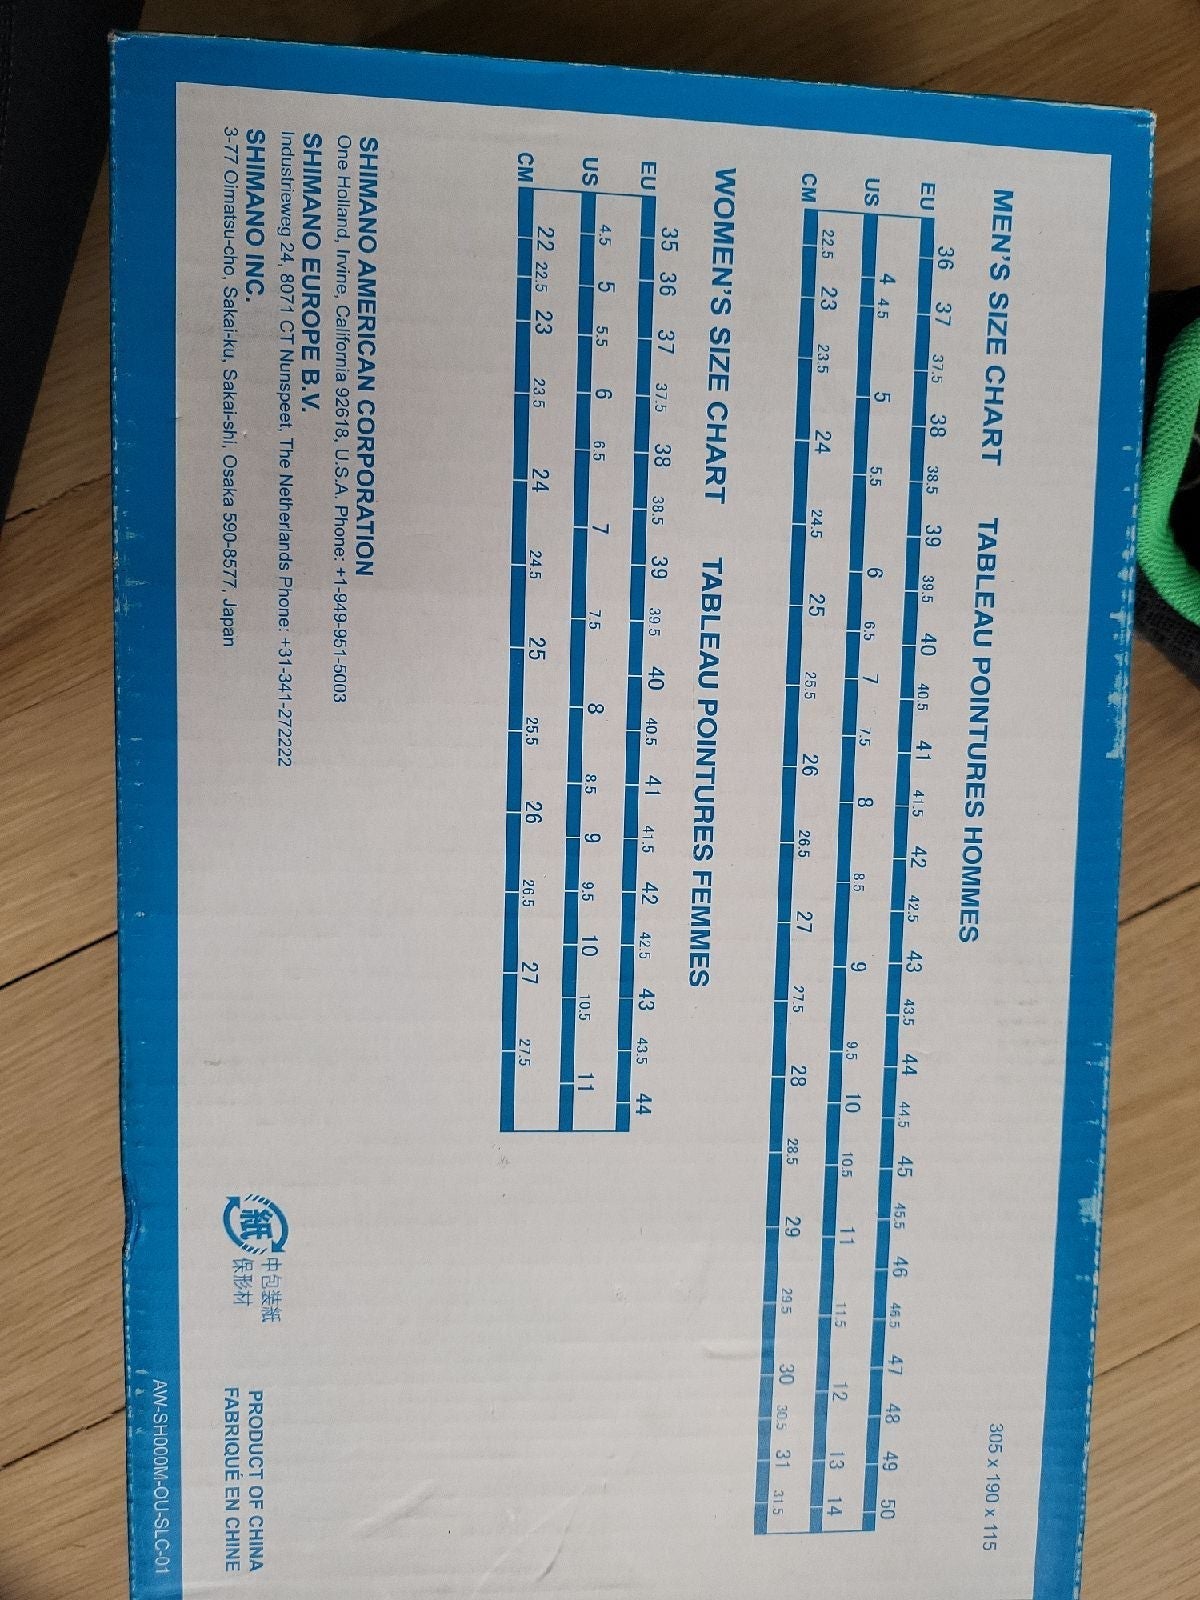 305 x 190 x 115
MEN'S SIZE CHART TABLEAU POINTURES HOMMES
EU 36 37 37.5 38 38.5 39 39.5 40 40.5 41 41.5 42 42.5 43 43.5 44 44.5 45 45.5 46 46.5 47 48 49 50
US 4 4.5 5 5.5 6 6.5 7 7.5 8 8.5 9 9.5 10 10.5 11 11.5 12 13 14
CM 22.5 23 23.5 24 24.5 25 25.5 26 26.5 27 27.5 28 28.5 29 29.5 30 30.5 31 31.5
WOMEN'S SIZE CHART TABLEAU POINTURES FEMMES
EU 35 36 37 37.5 38 38.5 39 39.5 40 40.5 41 41.5 42 42.5 43 43.5 44
US 4.5 5 5.5 6 6.5 7 7.5 8 8.5 9 9.5 10 10.5 11
CM 22 22.5 23 23.5 24 24.5 25 25.5 26 26.5 27 27.5
SHIMANO AMERICAN CORPORATION
One Holland, Irvine, California 92618, U.S.A. Phone: +1-949-951-5003
SHIMANO EUROPE B.V.
Industrieweg 24, 8071 CT Nunspeet, The Netherlands Phone: +31-341-272222
SHIMANO INC.
3-77 Oimatsu-cho, Sakai-ku, Sakai-shi, Osaka 590-8577, Japan
紙
中包装紙
保形材
PRODUCT OF CHINA
FABRIQUÉ EN CHINE
AW-SH000M-OU-SLC-01